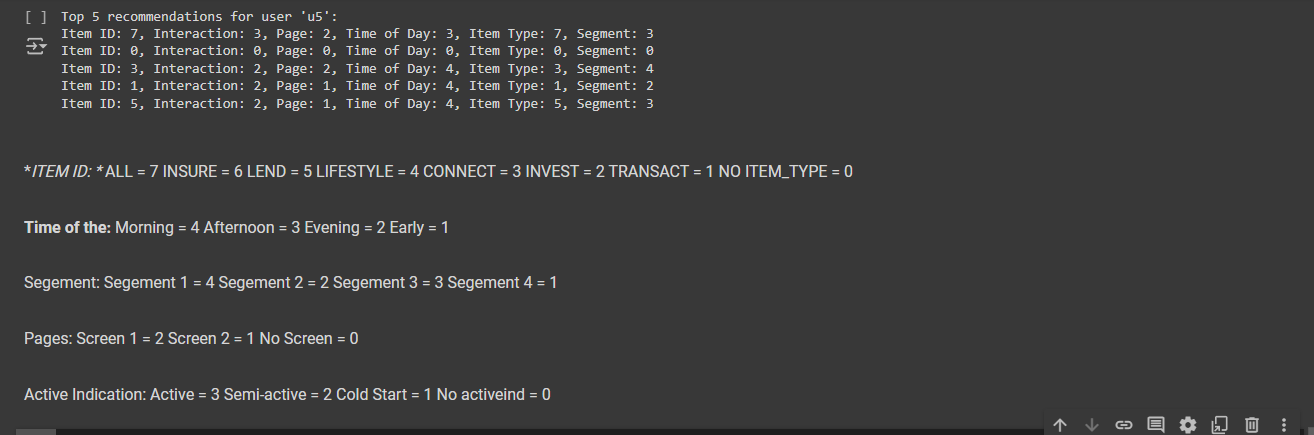 [ ] Top 5 recommendations for user 'u5':
Item ID: 7, Interaction: 3, Page: 2, Time of Day: 3, Item Type: 7, Segment: 3
Item ID: 0, Interaction: 0, Page: 0, Time of Day: 0, Item Type: 0, Segment: 0
Item ID: 3, Interaction: 2, Page: 2, Time of Day: 4, Item Type: 3, Segment: 4
Item ID: 1, Interaction: 2, Page: 1, Time of Day: 4, Item Type: 1, Segment: 2
Item ID: 5, Interaction: 2, Page: 1, Time of Day: 4, Item Type: 5, Segment: 3
*ITEM ID: *ALL = 7 INSURE = 6 LEND = 5 LIFESTYLE = 4 CONNECT = 3 INVEST = 2 TRANSACT = 1 NO ITEM_TYPE = 0
Time of the: Morning = 4 Afternoon = 3 Evening = 2 Early = 1
Segement: Segement 1 = 4 Segement 2 = 2 Segement 3 = 3 Segement 4 = 1
Pages: Screen 1 = 2 Screen 2 = 1 No Screen = 0
Active Indication: Active = 3 Semi-active = 2 Cold Start = 1 No activeind = 0